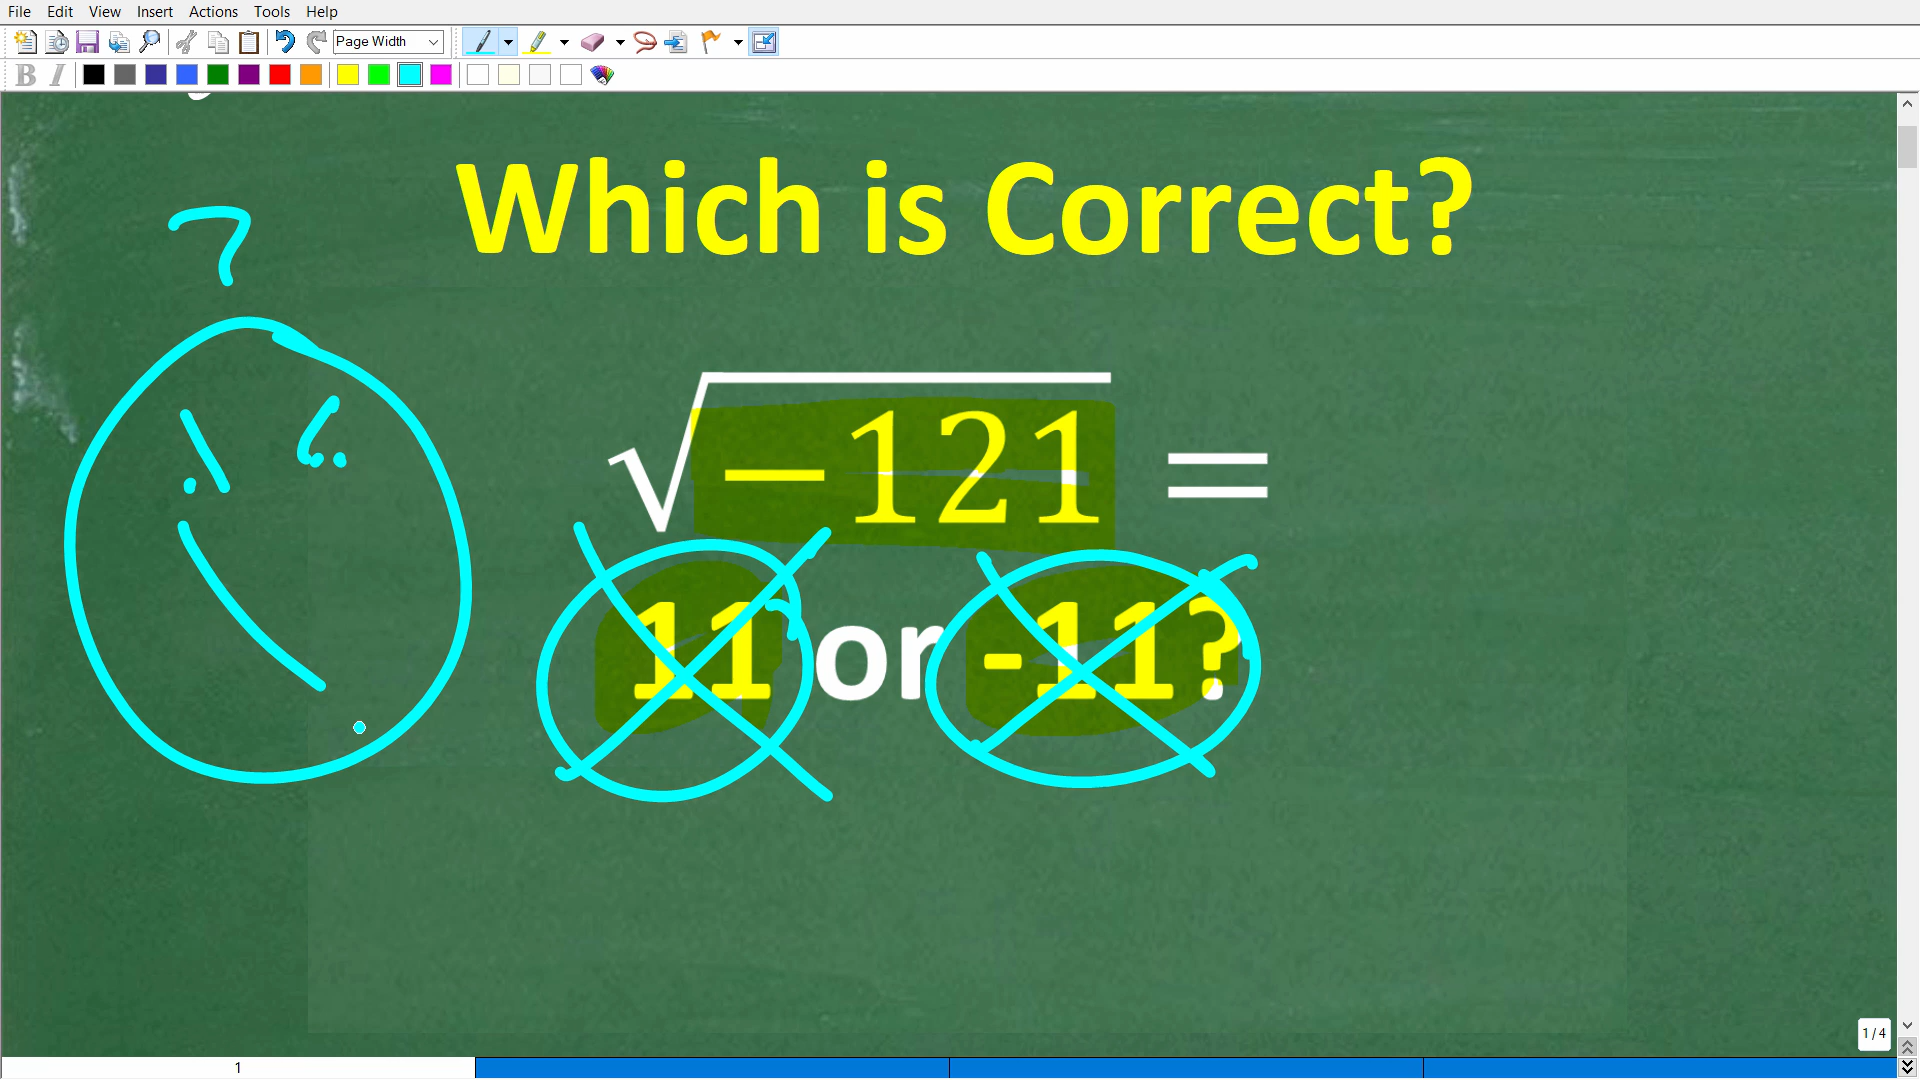 File Edit View Insert Actions Tools Help
Page Width
B I
Which is Correct?
?
√−121 =
11 or -11?
1 / 4
1